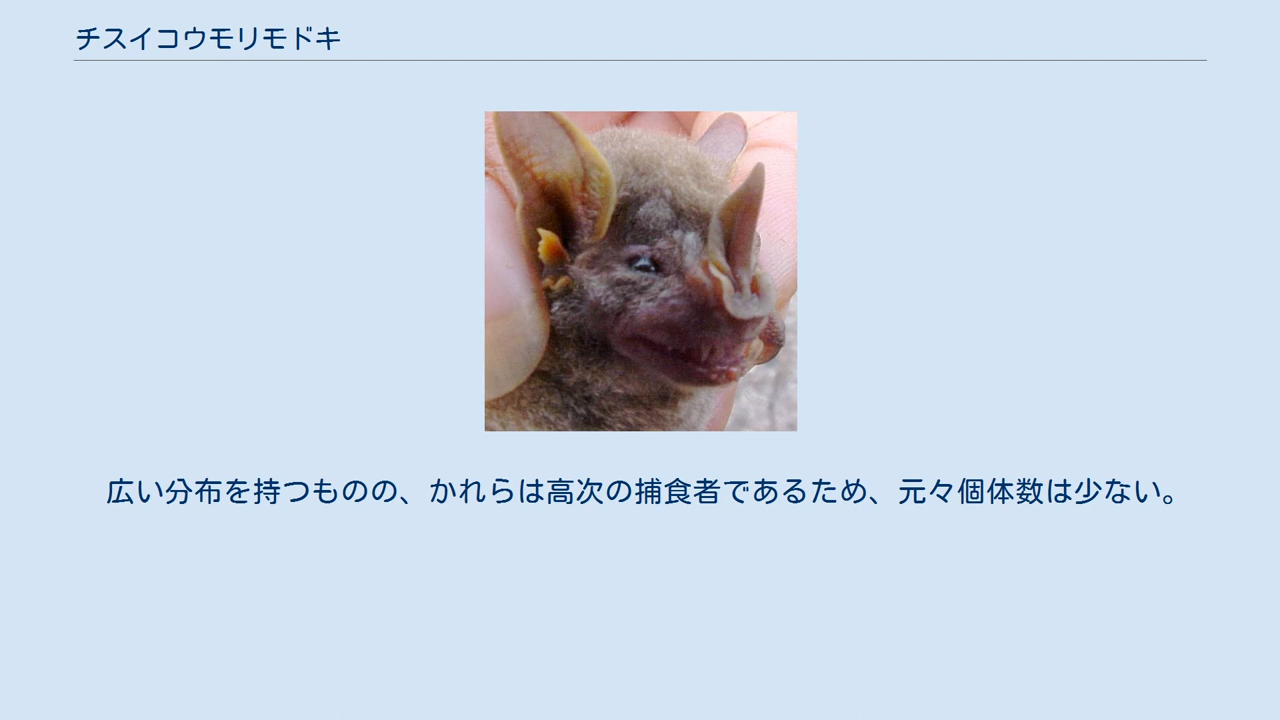 チスイコウモリモドキ
広い分布を持つものの、かれらは高次の捕食者であるため、元々個体数は少ない。